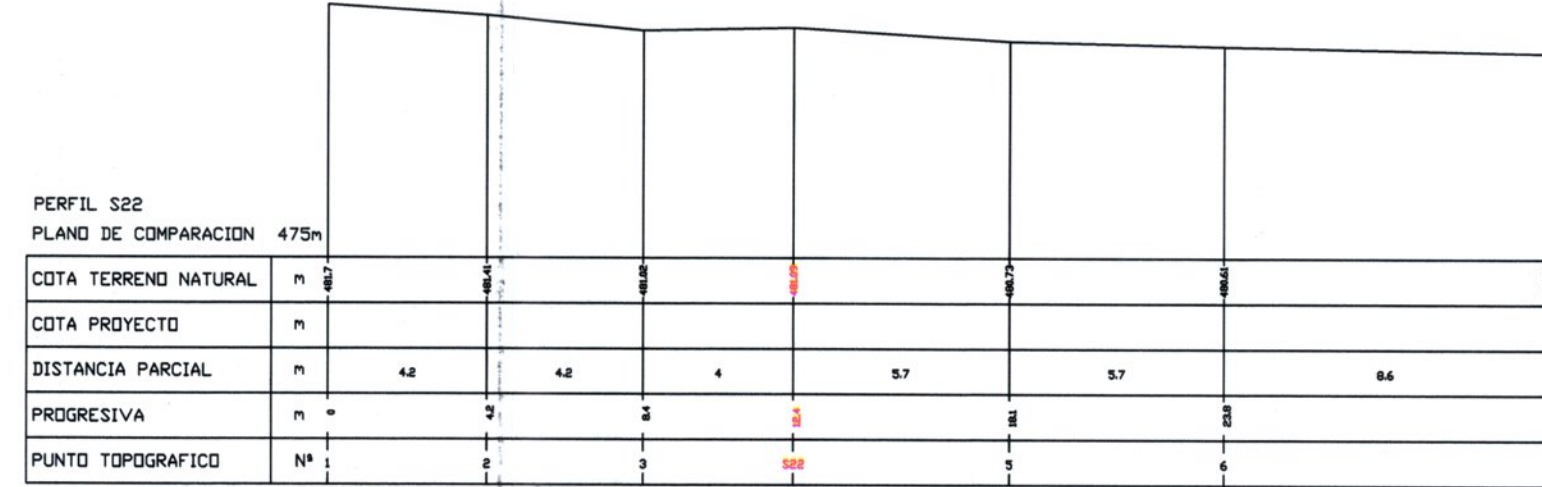 PERFIL S22
PLANO DE COMPARACION 475m
COTA TERRENO NATURAL m 481.7 481.41 481.02 481.09 480.73 480.61
COTA PROYECTO m
DISTANCIA PARCIAL m 4.2 4.2 4 5.7 5.7 8.6
PROGRESIVA m 0 4.2 8.4 12.4 18.1 23.8
PUNTO TOPOGRAFICO Nº 1 2 3 S22 5 6